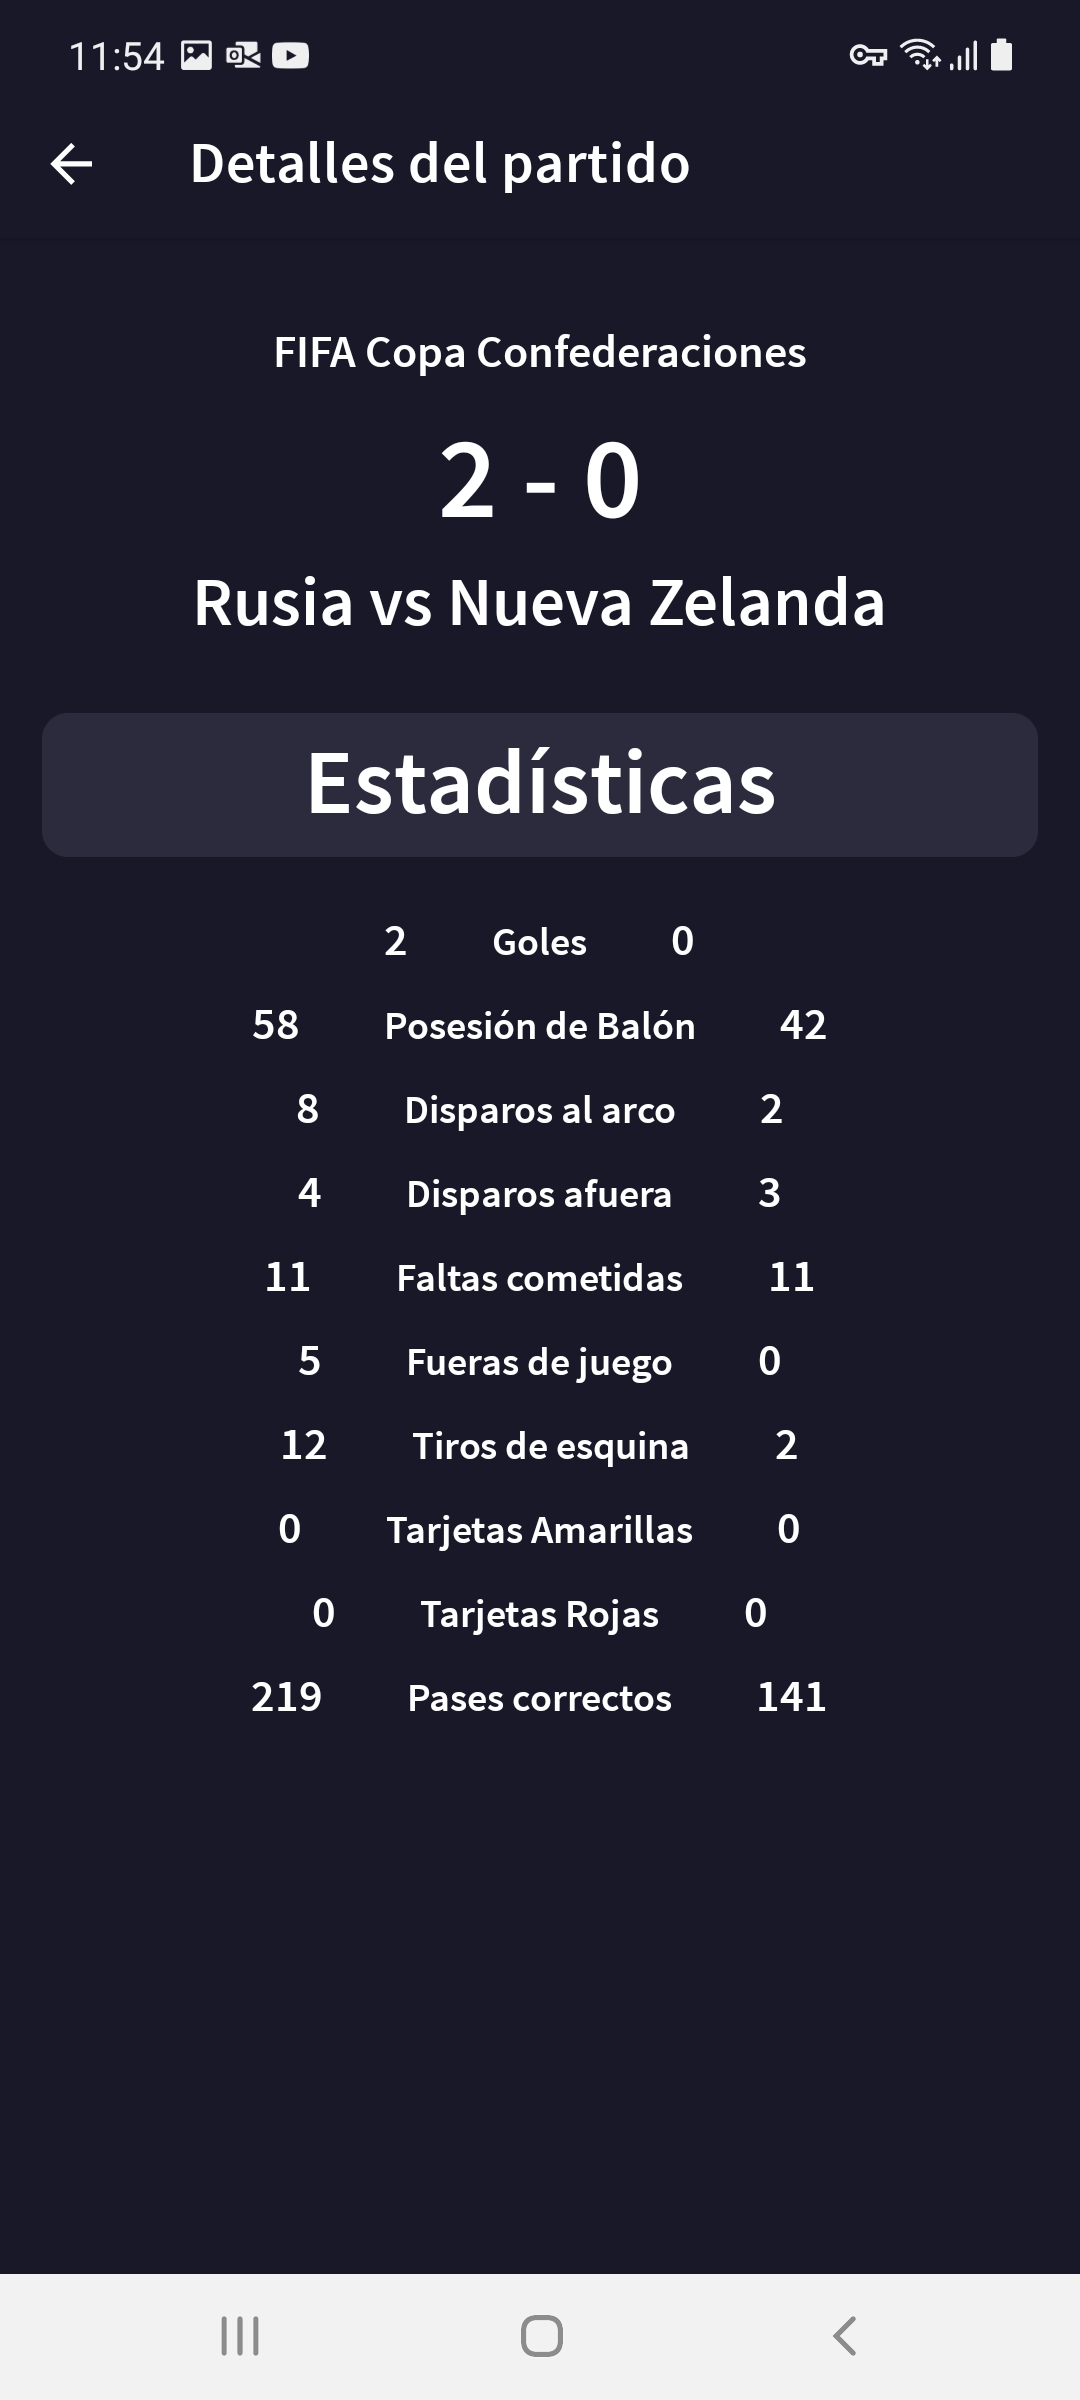 11:54
Detalles del partido
FIFA Copa Confederaciones
2 - 0
Rusia vs Nueva Zelanda
Estadísticas
2 Goles 0
58 Posesión de Balón 42
8 Disparos al arco 2
4 Disparos afuera 3
11 Faltas cometidas 11
5 Fueras de juego 0
12 Tiros de esquina 2
0 Tarjetas Amarillas 0
0 Tarjetas Rojas 0
219 Pases correctos 141